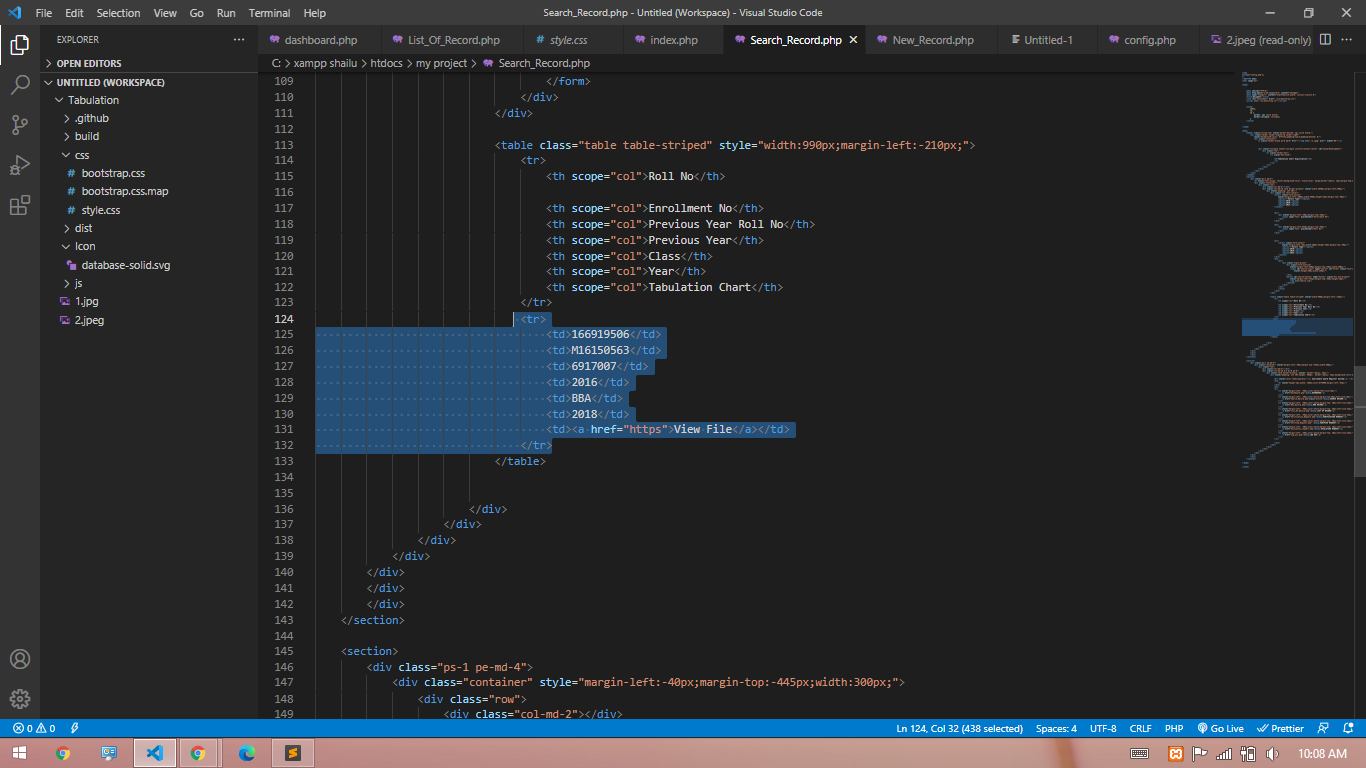 File Edit Selection View Go Run Terminal Help
Search_Record.php - Untitled (Workspace) - Visual Studio Code
EXPLORER
OPEN EDITORS
UNTITLED (WORKSPACE)
Tabulation
.github
build
css
# bootstrap.css
# bootstrap.css.map
# style.css
dist
Icon
database-solid.svg
js
1.jpg
2.jpeg
dashboard.php
List_Of_Record.php
# style.css
index.php
Search_Record.php
New_Record.php
Untitled-1
config.php
2.jpeg (read-only)
C: > xampp shailu > htdocs > my project > Search_Record.php
109 </form>
110 </div>
111 </div>
112
113 <table class="table table-striped" style="width:990px;margin-left:-210px;">
114 <tr>
115 <th scope="col">Roll No</th>
116
117 <th scope="col">Enrollment No</th>
118 <th scope="col">Previous Year Roll No</th>
119 <th scope="col">Previous Year</th>
120 <th scope="col">Class</th>
121 <th scope="col">Year</th>
122 <th scope="col">Tabulation Chart</th>
123 </tr>
124 <tr>
125 <td>166919506</td>
126 <td>M16150563</td>
127 <td>6917007</td>
128 <td>2016</td>
129 <td>BBA</td>
130 <td>2018</td>
131 <td><a href="https">View File</a></td>
132 </tr>
133 </table>
134
135
136 </div>
137 </div>
138 </div>
139 </div>
140 </div>
141 </div>
142 </div>
143 </section>
144
145 <section>
146 <div class="ps-1 pe-md-4">
147 <div class="container" style="margin-left:-40px;margin-top:-445px;width:300px;">
148 <div class="row">
149 <div class="col-md-2"></div>
0 0
Ln 124, Col 32 (438 selected) Spaces: 4 UTF-8 CRLF PHP Go Live Prettier
10:08 AM